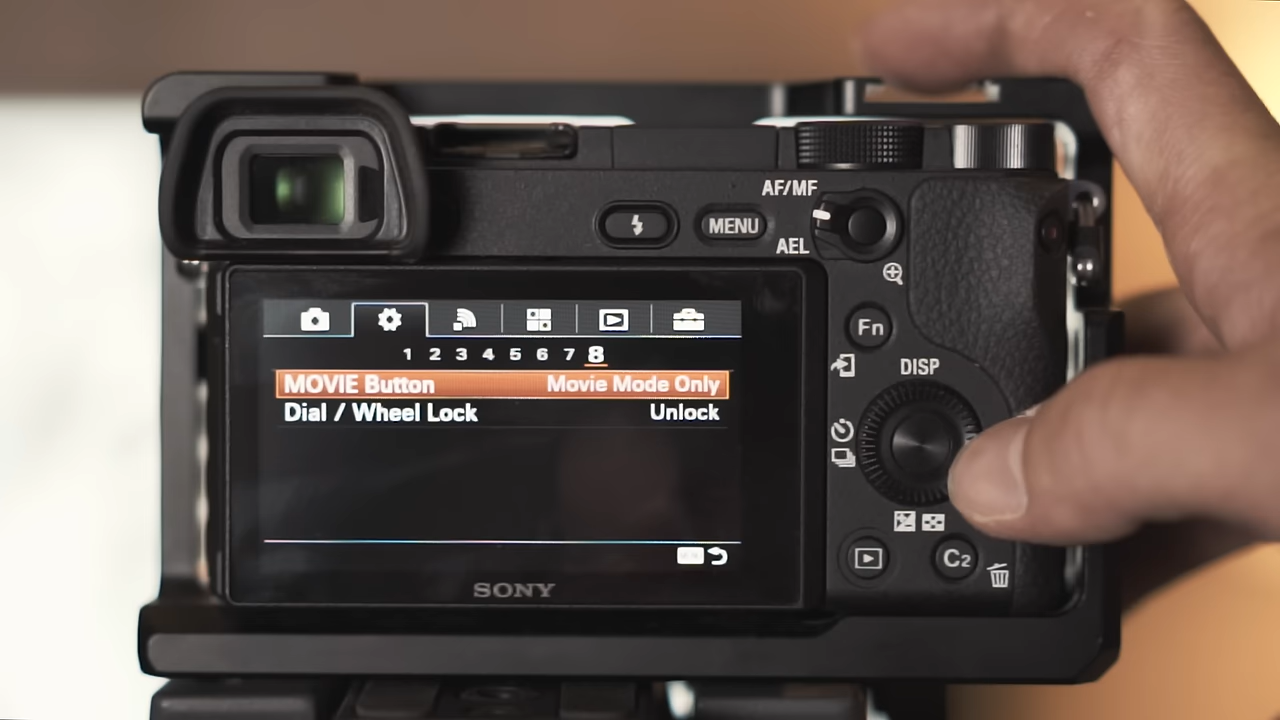 AF/MF
MENU
AEL
Fn
DISP
1 2 3 4 5 6 7 8
MOVIE Button Movie Mode Only
Dial / Wheel Lock Unlock
C2
SONY